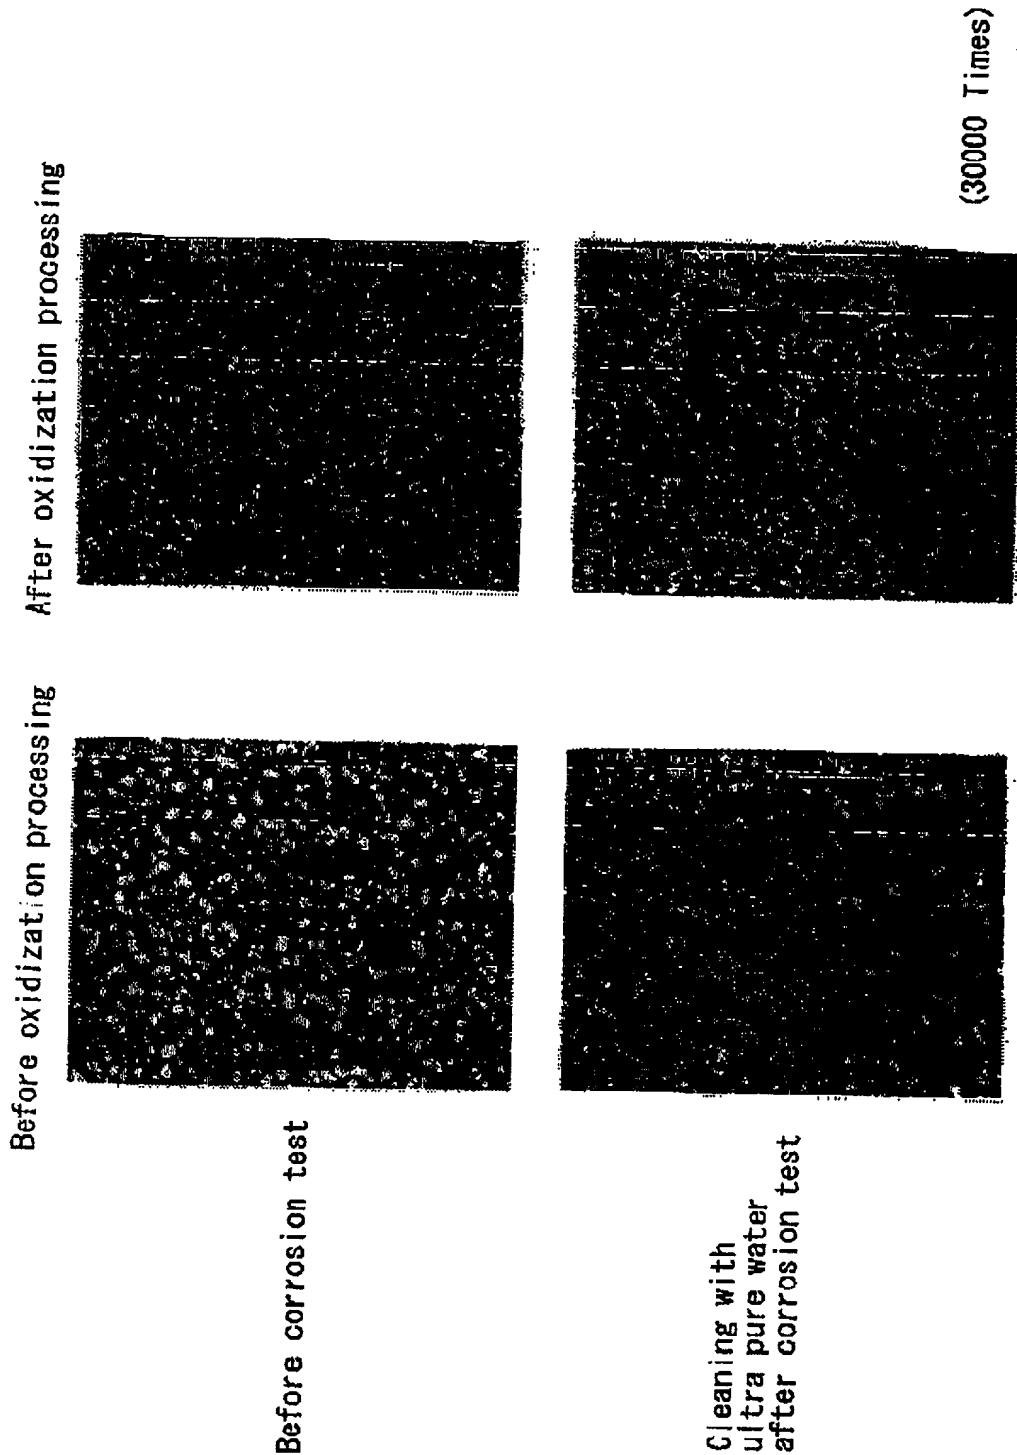 Before oxidization processing
After oxidization processing
Before corrosion test
Cleaning with
ultra pure water
after corrosion test
(30000 Times)